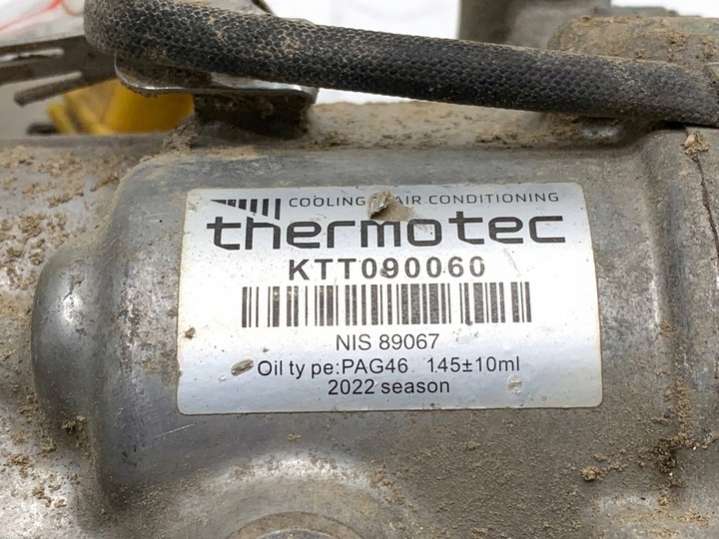 COOLING & AIR CONDITIONING
thermotec
KTT090060
NIS 89067
Oil ty pe:PAG46 145±10ml
2022 season